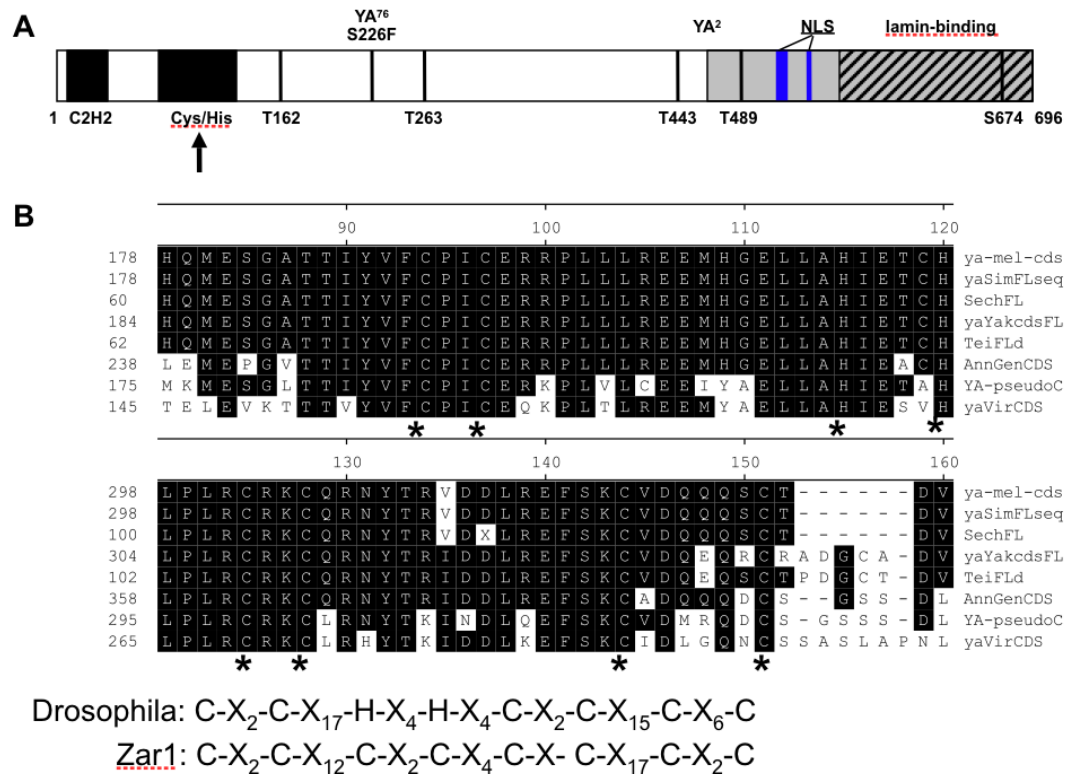 A
YA⁷⁶
S226F
YA²
NLS
lamin-binding
1 C2H2 Cys/His T162 T263 T443 T489 S674 696
B
90 100 110 120
178 H Q M E S G A T T I Y V F C P I C E R R P L L L R E E M H G E L L A H I E T C H ya-mel-cds
178 H Q M E S G A T T I Y V F C P I C E R R P L L L R E E M H G E L L A H I E T C H yaSimFLseq
60 H Q M E S G A T T I Y V F C P I C E R R P L L L R E E M H G E L L A H I E T C H SechFL
184 H Q M E S G A T T I Y V F C P I C E R R P L L L R E E M H G E L L A H I E T C H yaYakcdsFL
62 H Q M E S G A T T I Y V F C P I C E R R P L L L R E E M H G E L L A H I E T C H TeiFLd
238 L E M E P G V T T I Y V F C P I C E R R P L L L R E E M H G E L L A H I E A C H AnnGenCDS
175 M K M E S G L T T I Y V F C P I C E R K P L V L C E E I Y A E L L A H I E T A H YA-pseudoC
145 T E L E V K T T T V Y V F C P I C E Q K P L T L R E E M Y A E L L A H I E S V H yaVirCDS
* * * *
130 140 150 160
298 L P L R C R K C Q R N Y T R V D D L R E F S K C V D Q Q Q S C T - - - - - - D V ya-mel-cds
298 L P L R C R K C Q R N Y T R V D D L R E F S K C V D Q Q Q S C T - - - - - - D V yaSimFLseq
100 L P L R C R K C Q R N Y T R V D X L R E F S K C V D Q Q Q S C T - - - - - - D V SechFL
304 L P L R C R K C Q R N Y T R I D D L R E F S K C V D Q E Q R C R A D G C A - D V yaYakcdsFL
102 L P L R C R K C Q R N Y T R I D D L R E F S K C V D Q E Q S C T P D G C T - D V TeiFLd
358 L P L R C R K C Q R N Y T R I D D L R E F S K C A D Q Q Q D C S - - G S S - D L AnnGenCDS
295 L P L R C R K C L R N Y T K I N D L Q E F S K C V D M R Q D C S - G S S S - D L YA-pseudoC
265 L P L R C R K C L R H Y T K I D D L K E F S K C I D L G Q N C S S A S L A P N L yaVirCDS
* * * *
Drosophila: C-X₂-C-X₁₇-H-X₄-H-X₄-C-X₂-C-X₁₅-C-X₆-C
Zar1: C-X₂-C-X₁₂-C-X₂-C-X₄-C-X- C-X₁₇-C-X₂-C